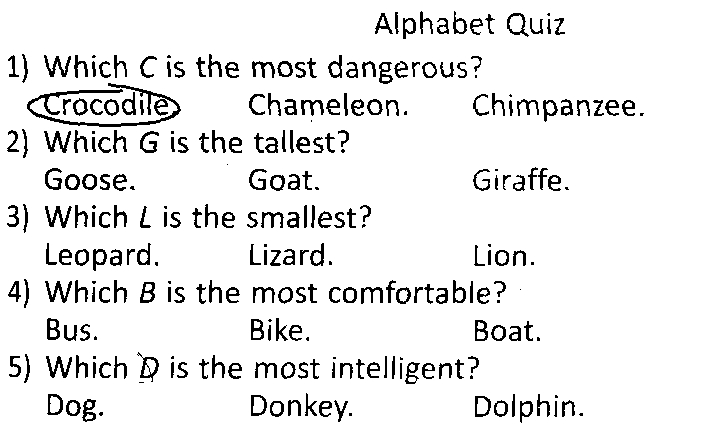 Alphabet Quiz
1) Which C is the most dangerous?
Crocodile Chameleon. Chimpanzee.
2) Which G is the tallest?
Goose. Goat. Giraffe.
3) Which L is the smallest?
Leopard. Lizard. Lion.
4) Which B is the most comfortable?
Bus. Bike. Boat.
5) Which D is the most intelligent?
Dog. Donkey. Dolphin.